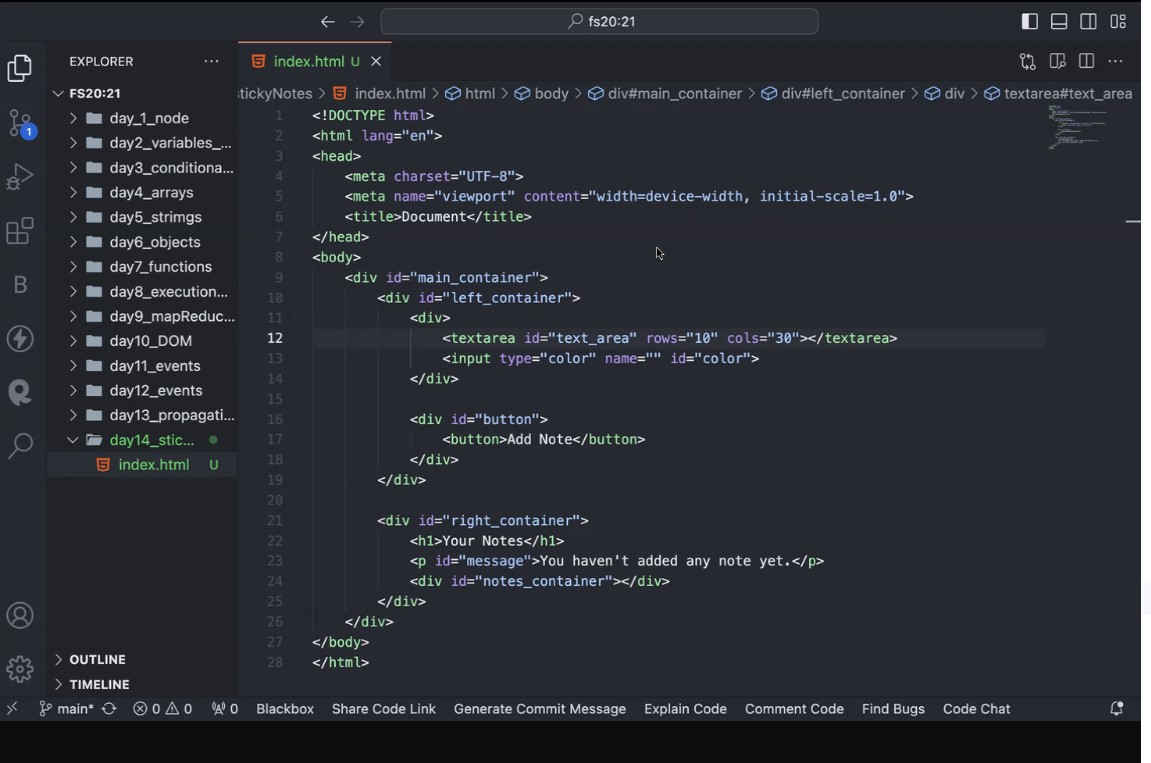 fs20:21
EXPLORER
index.html U
FS20:21
stickyNotes > index.html > html > body > div#main_container > div#left_container > div > textarea#text_area
day_1_node
day2_variables_...
day3_conditiona...
day4_arrays
day5_strimgs
day6_objects
day7_functions
day8_execution...
day9_mapReduc...
day10_DOM
day11_events
day12_events
day13_propagati...
day14_stic...
index.html U
OUTLINE
TIMELINE
1 <!DOCTYPE html>
2 <html lang="en">
3 <head>
4 <meta charset="UTF-8">
5 <meta name="viewport" content="width=device-width, initial-scale=1.0">
6 <title>Document</title>
7 </head>
8 <body>
9 <div id="main_container">
10 <div id="left_container">
11 <div>
12 <textarea id="text_area" rows="10" cols="30"></textarea>
13 <input type="color" name="" id="color">
14 </div>
15
16 <div id="button">
17 <button>Add Note</button>
18 </div>
19 </div>
20
21 <div id="right_container">
22 <h1>Your Notes</h1>
23 <p id="message">You haven't added any note yet.</p>
24 <div id="notes_container"></div>
25 </div>
26 </div>
27 </body>
28 </html>
1
B
main* 0 0 0 Blackbox Share Code Link Generate Commit Message Explain Code Comment Code Find Bugs Code Chat